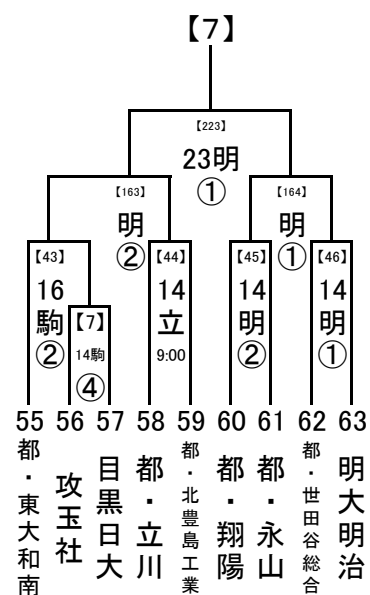 【7】
【223】
23明
①
【163】 【164】
明 明
② ①
【43】 【44】 【45】 【46】
16 14 14 14
駒 立 明 明
② 9:00 ② ①
【7】
14駒
④
55 56 57 58 59 60 61 62 63
都・東大和南
攻玉社
目黒日大
都・立川
都・北豊島工業
都・翔陽
都・永山
都・世田谷総合
明大明治